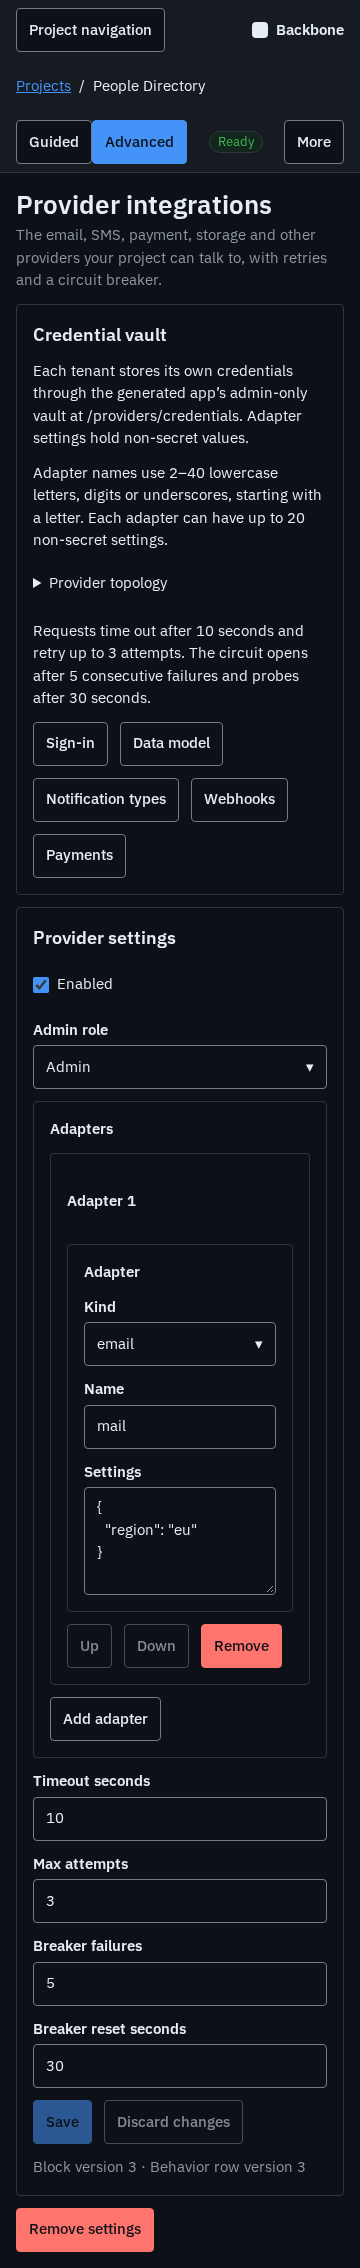 Project navigation
Backbone
Projects / People Directory
Guided
Advanced
Ready
More
Provider integrations
The email, SMS, payment, storage and other
providers your project can talk to, with retries
and a circuit breaker.
Credential vault
Each tenant stores its own credentials
through the generated app’s admin-only
vault at /providers/credentials. Adapter
settings hold non-secret values.
Adapter names use 2–40 lowercase
letters, digits or underscores, starting with
a letter. Each adapter can have up to 20
non-secret settings.
Provider topology
Requests time out after 10 seconds and
retry up to 3 attempts. The circuit opens
after 5 consecutive failures and probes
after 30 seconds.
Sign-in
Data model
Notification types
Webhooks
Payments
Provider settings
Enabled
Admin role
Admin
Adapters
Adapter 1
Adapter
Kind
email
Name
mail
Settings
{
"region": "eu"
}
Up
Down
Remove
Add adapter
Timeout seconds
10
Max attempts
3
Breaker failures
5
Breaker reset seconds
30
Save
Discard changes
Block version 3 · Behavior row version 3
Remove settings